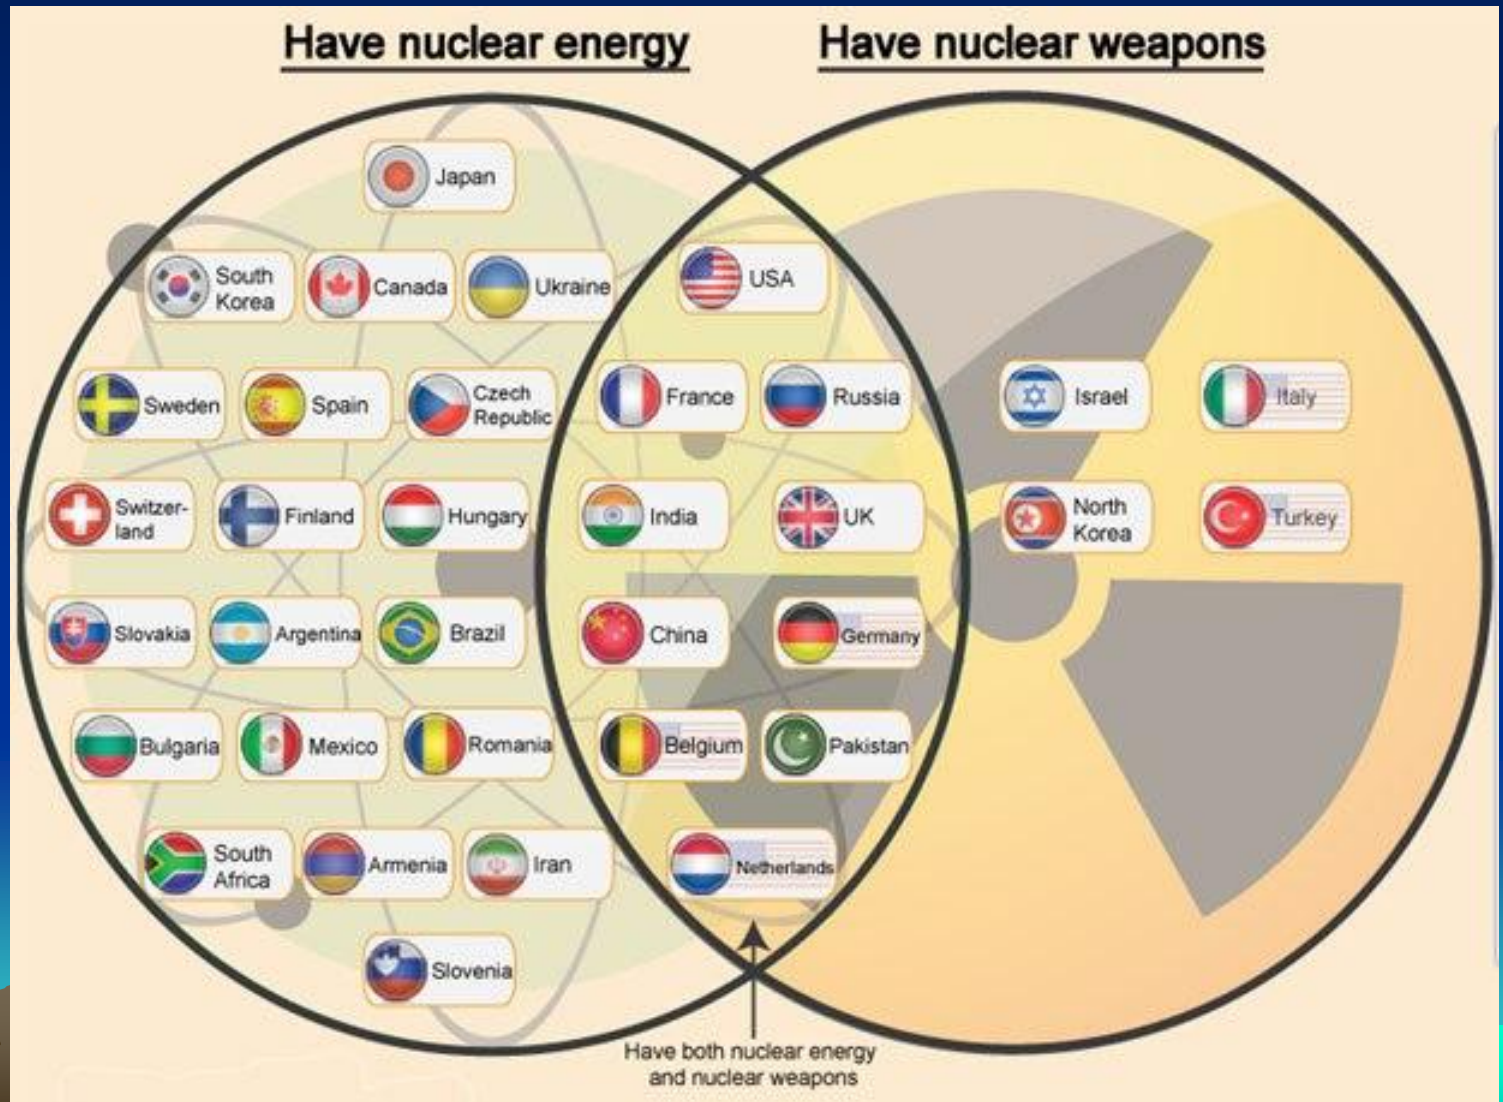 Have nuclear energy
Have nuclear weapons
Japan
South
Korea
Canada
Ukraine
USA
Sweden
Spain
Czech
Republic
France
Russia
Israel
Italy
Switzer-
land
Finland
Hungary
India
UK
North
Korea
Turkey
Slovakia
Argentina
Brazil
China
Germany
Bulgaria
Mexico
Romania
Belgium
Pakistan
South
Africa
Armenia
Iran
Netherlands
Slovenia
Have both nuclear energy
and nuclear weapons